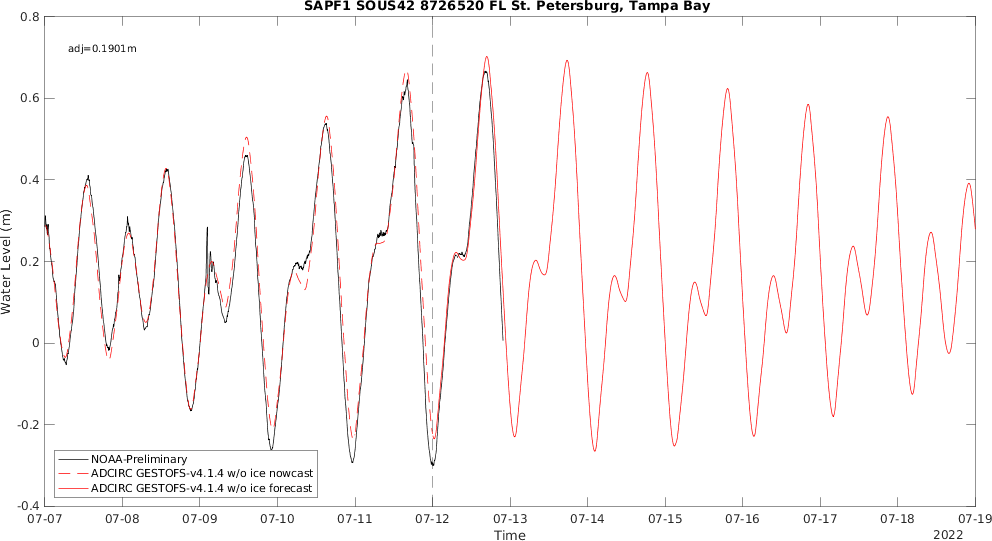 SAPF1 SOUS42 8726520 FL St. Petersburg, Tampa Bay
adj=0.1901m
0.8
0.6
0.4
0.2
0
-0.2
-0.4
Water Level (m)
NOAA-Preliminary
ADCIRC GESTOFS-v4.1.4 w/o ice nowcast
ADCIRC GESTOFS-v4.1.4 w/o ice forecast
07-07 07-08 07-09 07-10 07-11 07-12 07-13 07-14 07-15 07-16 07-17 07-18 07-19
Time
2022